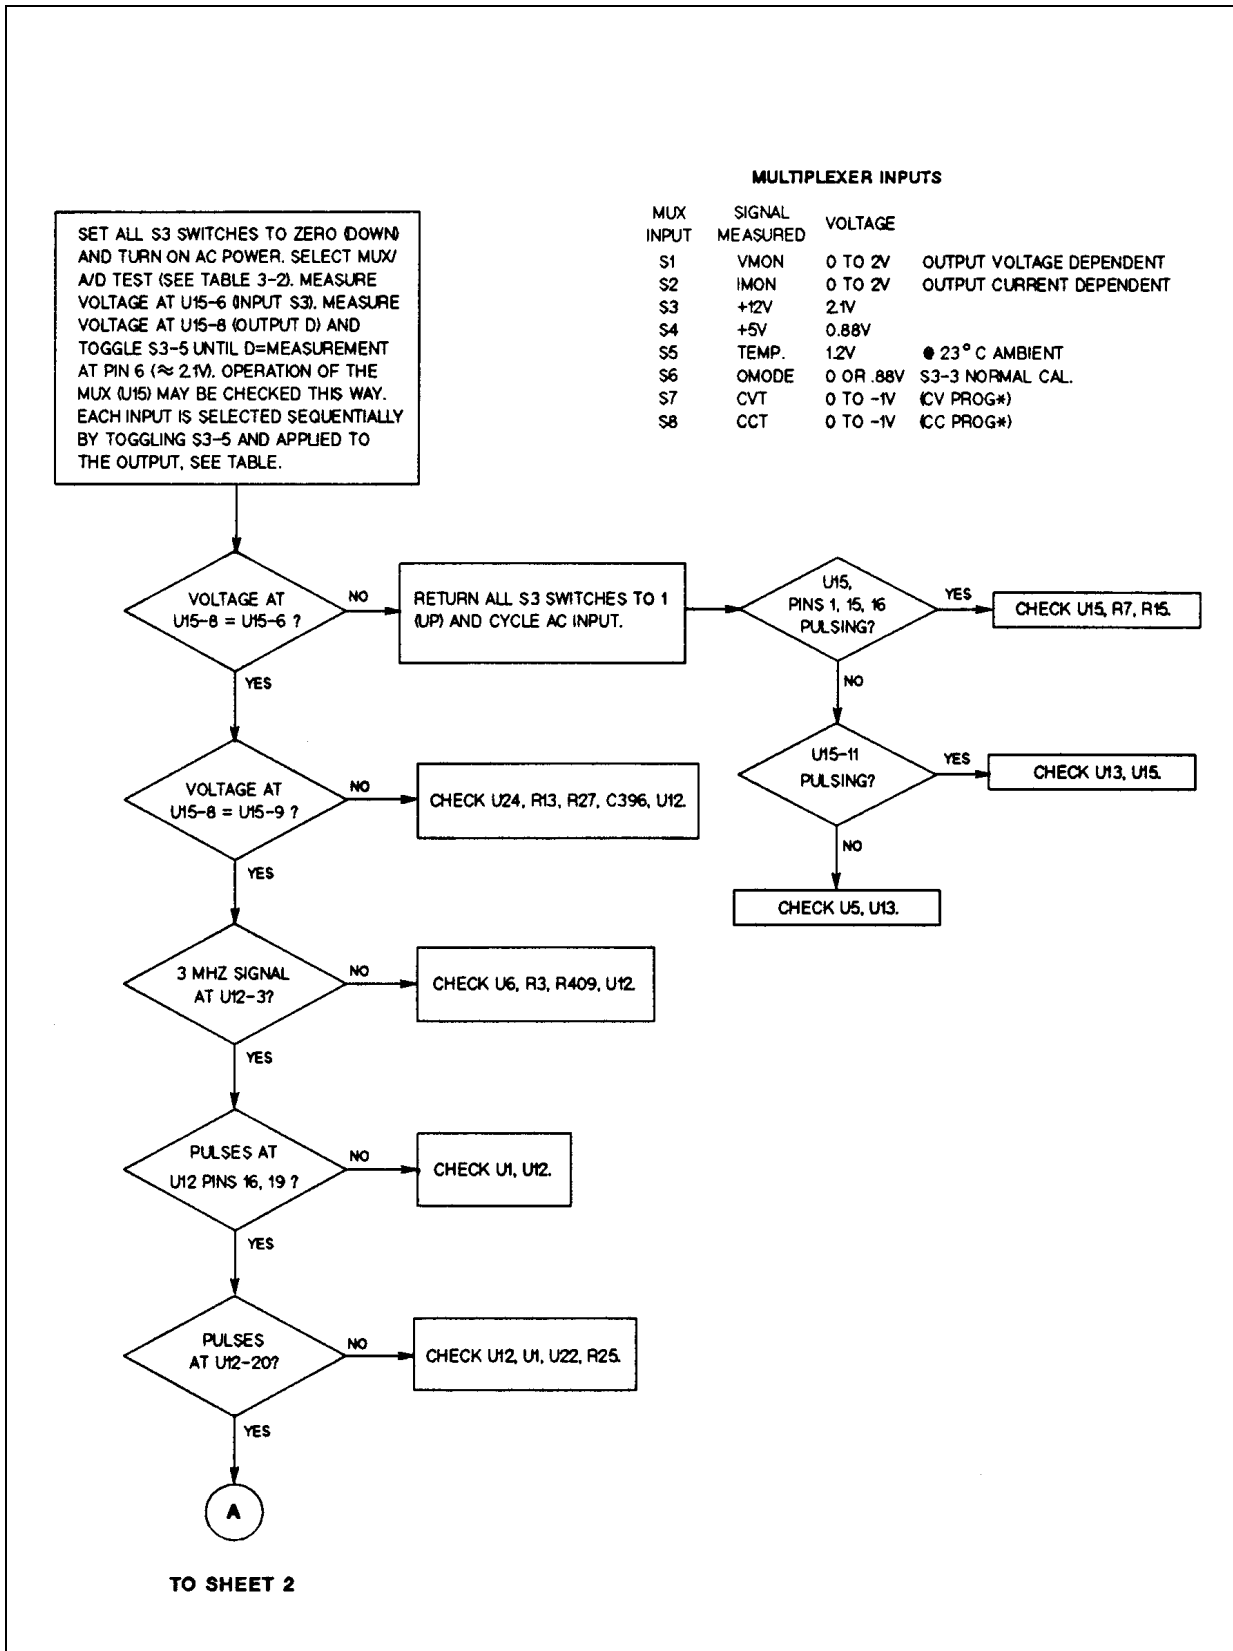 MULTIPLEXER INPUTS
MUX INPUT SIGNAL MEASURED VOLTAGE
S1 VMON 0 TO 2V OUTPUT VOLTAGE DEPENDENT
S2 IMON 0 TO 2V OUTPUT CURRENT DEPENDENT
S3 +12V 2.1V
S4 +5V 0.88V
S5 TEMP. 1.2V @ 23° C AMBIENT
S6 OMODE 0 OR .88V S3-3 NORMAL CAL.
S7 CVT 0 TO -1V (CV PROG*)
S8 CCT 0 TO -1V (CC PROG*)
SET ALL S3 SWITCHES TO ZERO (DOWN)
AND TURN ON AC POWER. SELECT MUX/
A/D TEST (SEE TABLE 3-2). MEASURE
VOLTAGE AT U15-6 (INPUT S3). MEASURE
VOLTAGE AT U15-8 (OUTPUT D) AND
TOGGLE S3-5 UNTIL D=MEASUREMENT
AT PIN 6 (≈ 2.1V). OPERATION OF THE
MUX (U15) MAY BE CHECKED THIS WAY.
EACH INPUT IS SELECTED SEQUENTIALLY
BY TOGGLING S3-5 AND APPLIED TO
THE OUTPUT, SEE TABLE.
VOLTAGE AT
U15-8 = U15-6 ?
NO
RETURN ALL S3 SWITCHES TO 1
(UP) AND CYCLE AC INPUT.
U15,
PINS 1, 15, 16
PULSING?
YES
CHECK U15, R7, R15.
YES
NO
VOLTAGE AT
U15-8 = U15-9 ?
NO
CHECK U24, R13, R27, C396, U12.
U15-11
PULSING?
YES
CHECK U13, U15.
YES
NO
CHECK U5, U13.
3 MHZ SIGNAL
AT U12-3?
NO
CHECK U6, R3, R409, U12.
YES
PULSES AT
U12 PINS 16, 19 ?
NO
CHECK U1, U12.
YES
PULSES
AT U12-20?
NO
CHECK U12, U1, U22, R25.
YES
A
TO SHEET 2